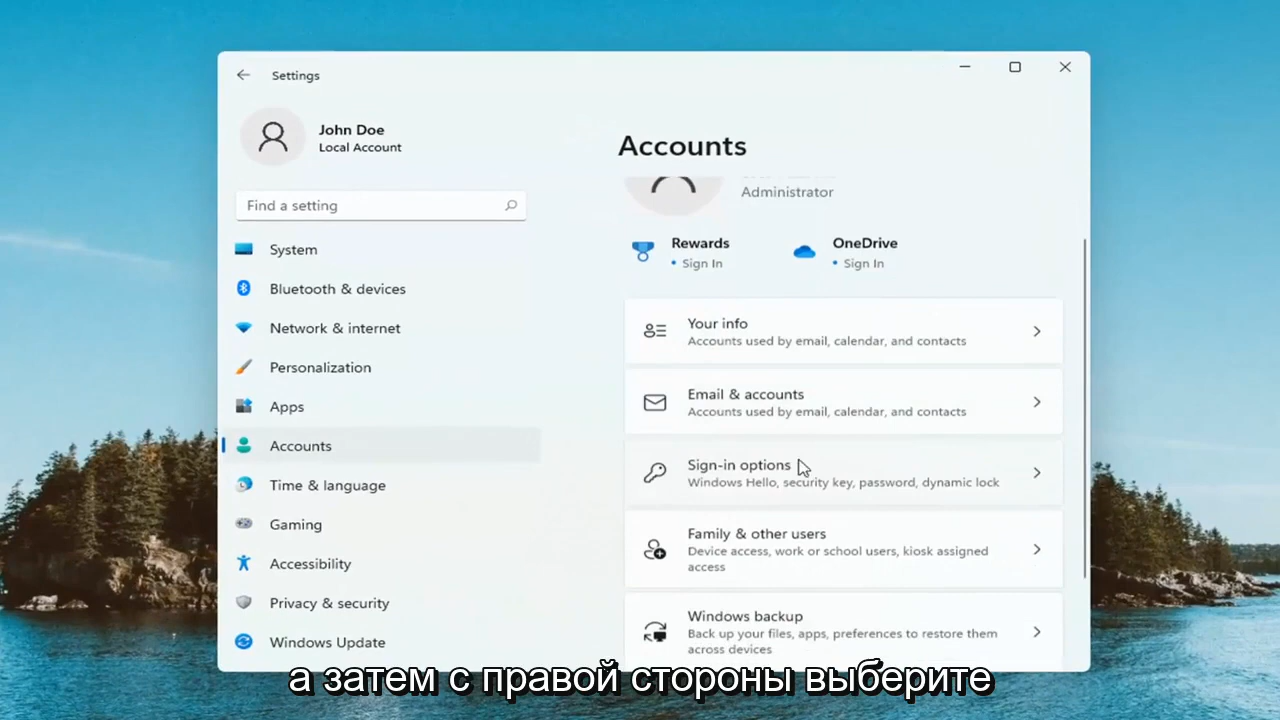 Settings
John Doe
Local Account
Find a setting
System
Bluetooth & devices
Network & internet
Personalization
Apps
Accounts
Time & language
Gaming
Accessibility
Privacy & security
Windows Update
Accounts
Administrator
Rewards
• Sign In
OneDrive
• Sign In
Your info
Accounts used by email, calendar, and contacts
Email & accounts
Accounts used by email, calendar, and contacts
Sign-in options
Windows Hello, security key, password, dynamic lock
Family & other users
Device access, work or school users, kiosk assigned
access
Windows backup
Back up your files, apps, preferences to restore them
across devices
а затем с правой стороны выберите